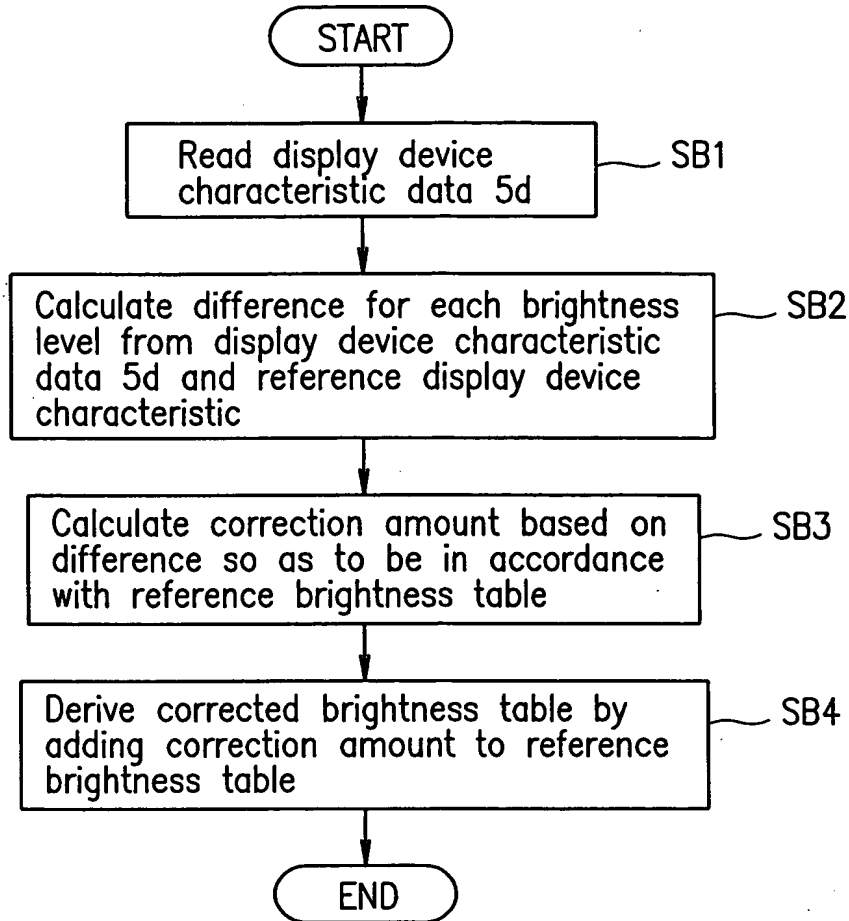 START
Read display device
characteristic data 5d
SB1
Calculate difference for each brightness
level from display device characteristic
data 5d and reference display device
characteristic
SB2
Calculate correction amount based on
difference so as to be in accordance
with reference brightness table
SB3
Derive corrected brightness table by
adding correction amount to reference
brightness table
SB4
END